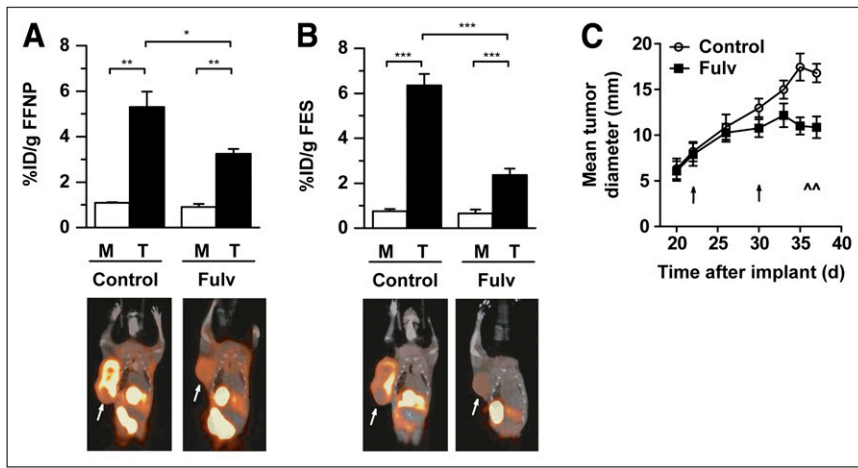 A
%ID/g FFNP
8
6
4
2
0
*
**
**
M T M T
Control Fulv
B
%ID/g FES
8
6
4
2
0
***
***
***
M T M T
Control Fulv
C
Control
Fulv
Mean tumor
diameter (mm)
20
15
10
5
0
^^
20 25 30 35 40
Time after implant (d)